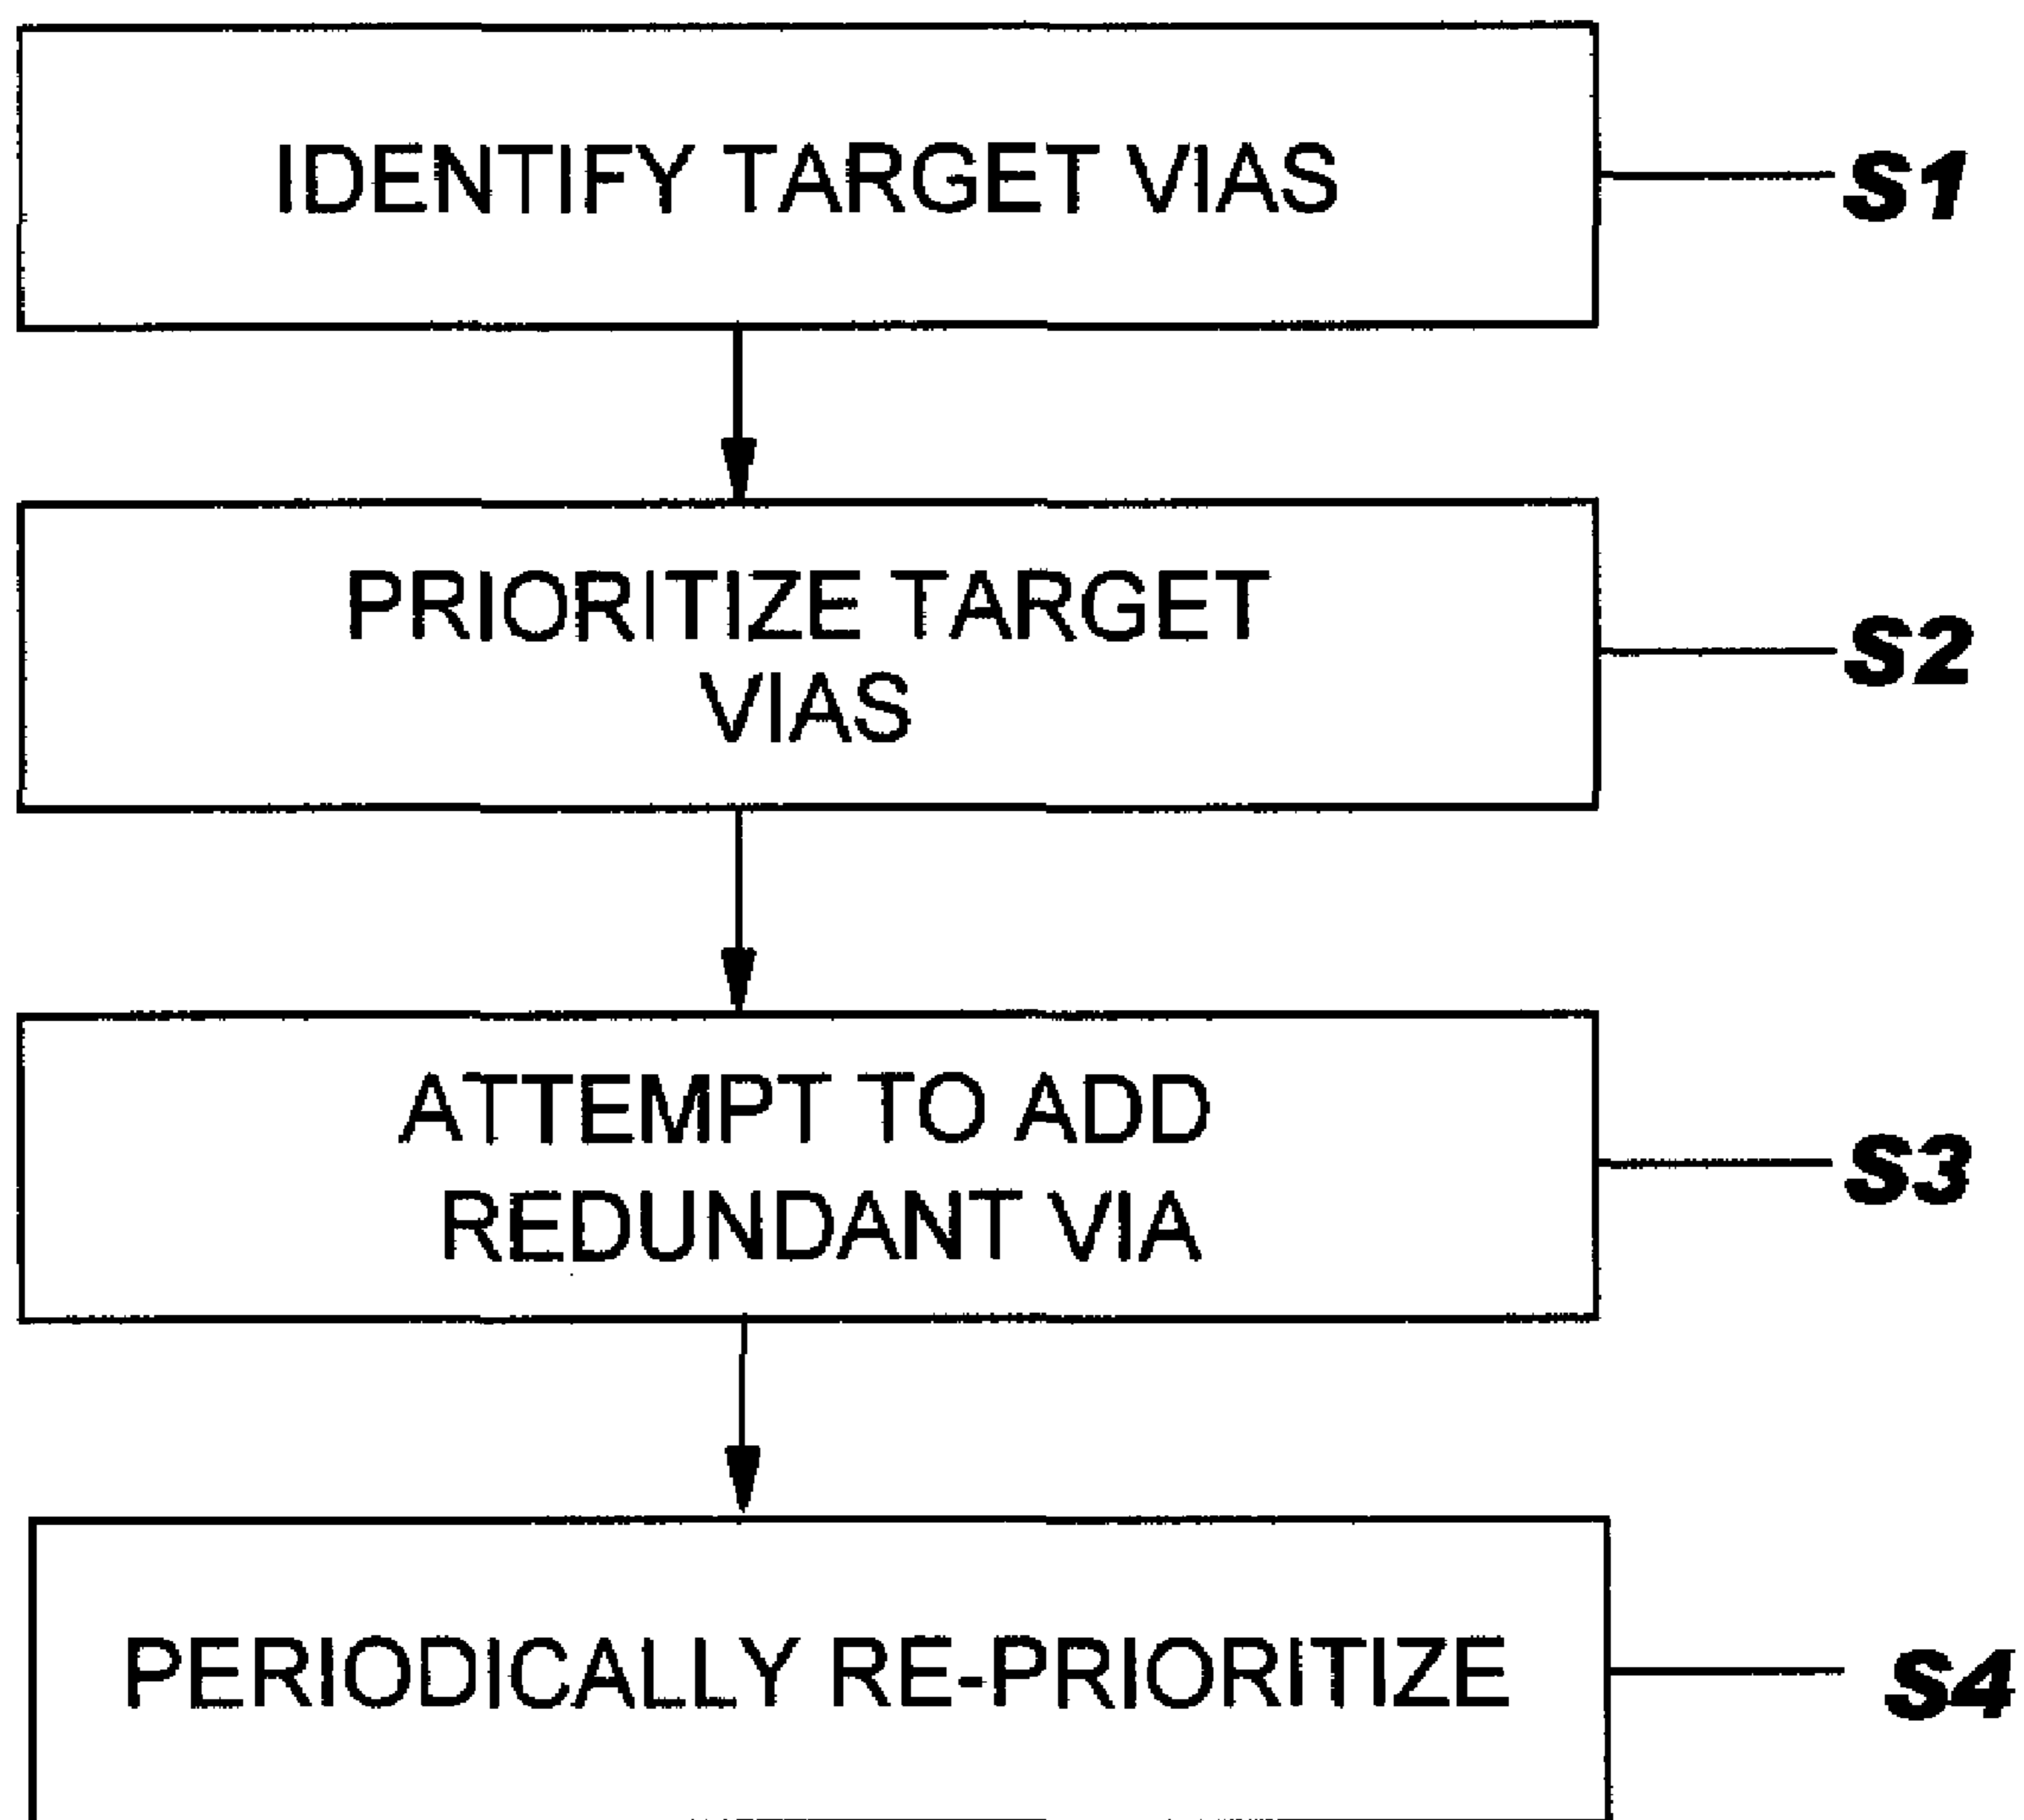 IDENTIFY TARGET VIAS
S1
PRIORITIZE TARGET
VIAS
S2
ATTEMPT TO ADD
REDUNDANT VIA
S3
PERIODICALLY RE-PRIORITIZE
S4